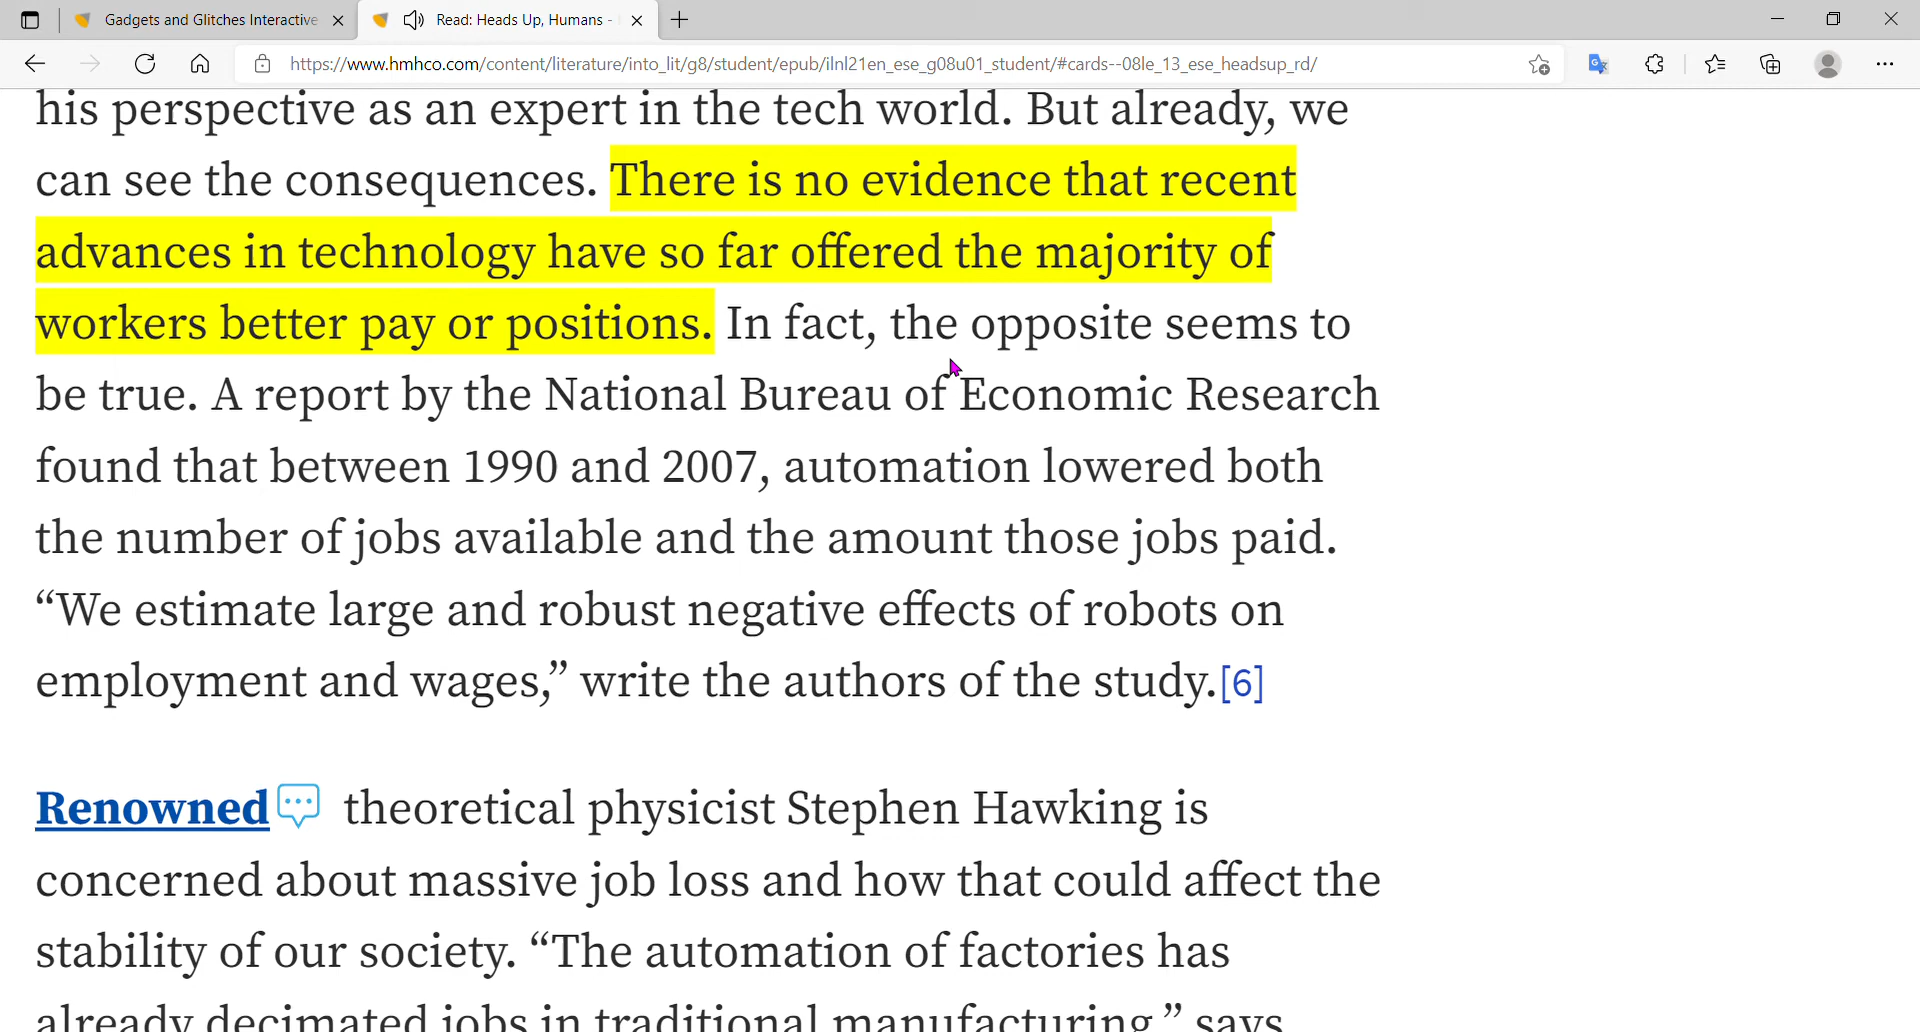 Gadgets and Glitches Interactive
Read: Heads Up, Humans -
https://www.hmhco.com/content/literature/into_lit/g8/student/epub/ilnl21en_ese_g08u01_student/#cards--08le_13_ese_headsup_rd/
his perspective as an expert in the tech world. But already, we
can see the consequences. There is no evidence that recent
advances in technology have so far offered the majority of
workers better pay or positions. In fact, the opposite seems to
be true. A report by the National Bureau of Economic Research
found that between 1990 and 2007, automation lowered both
the number of jobs available and the amount those jobs paid.
“We estimate large and robust negative effects of robots on
employment and wages,” write the authors of the study.[6]
Renowned theoretical physicist Stephen Hawking is
concerned about massive job loss and how that could affect the
stability of our society. “The automation of factories has
already decimated jobs in traditional manufacturing,” says